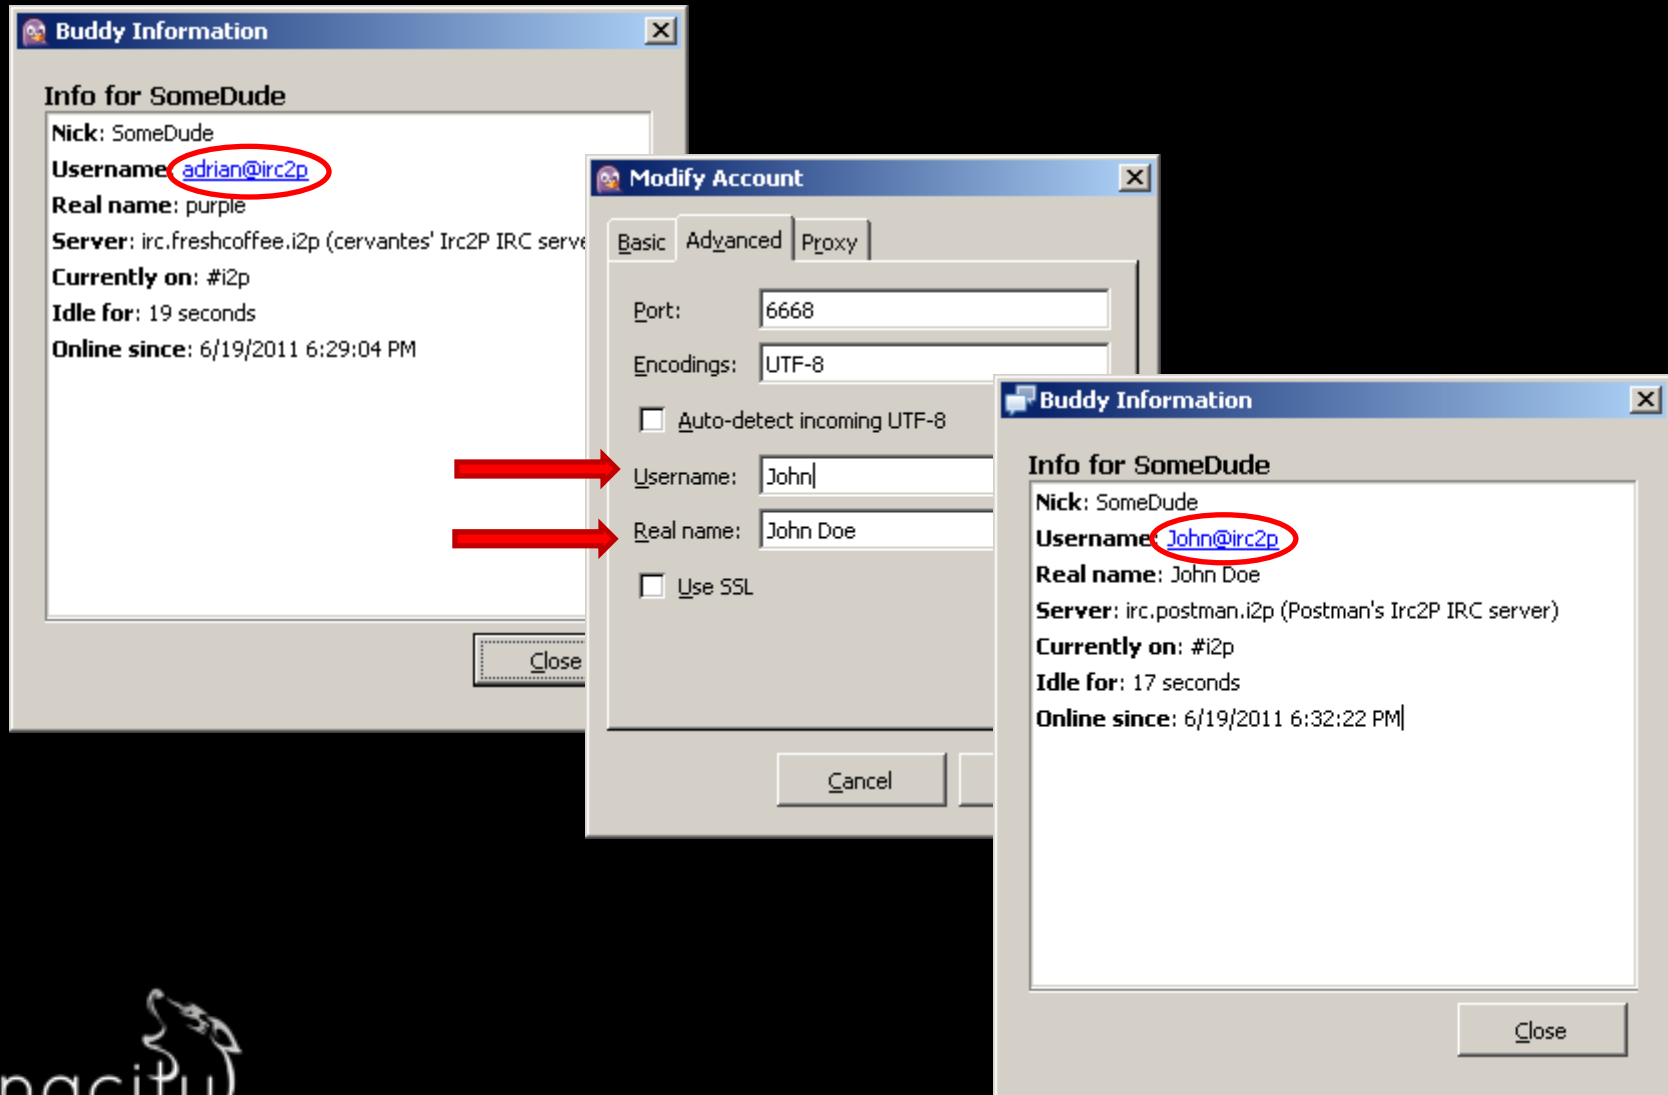 Buddy Information
Info for SomeDude
Nick: SomeDude
Username: adrian@irc2p
Real name: purple
Server: irc.freshcoffee.i2p (cervantes' Irc2P IRC serve
Currently on: #i2p
Idle for: 19 seconds
Online since: 6/19/2011 6:29:04 PM
Close
Modify Account
Basic Advanced Proxy
Port: 6668
Encodings: UTF-8
Auto-detect incoming UTF-8
Username: John
Real name: John Doe
Use SSL
Cancel
Buddy Information
Info for SomeDude
Nick: SomeDude
Username: John@irc2p
Real name: John Doe
Server: irc.postman.i2p (Postman's Irc2P IRC server)
Currently on: #i2p
Idle for: 17 seconds
Online since: 6/19/2011 6:32:22 PM
Close